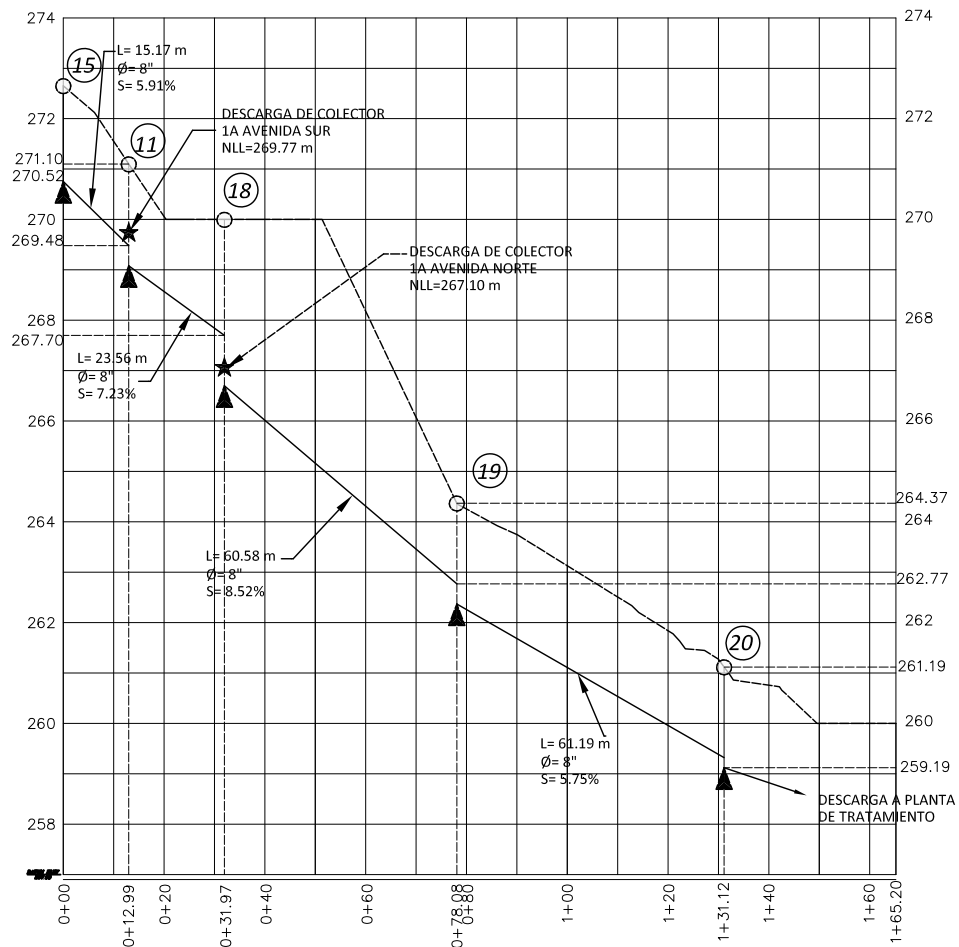 274
274
15
L= 15.17 m
Ø= 8"
S= 5.91%
272
272
DESCARGA DE COLECTOR
1A AVENIDA SUR
NLL=269.77 m
11
271.10
270.52
18
270
270
269.48
DESCARGA DE COLECTOR
1A AVENIDA NORTE
NLL=267.10 m
268
268
267.70
L= 23.56 m
Ø= 8"
S= 7.23%
266
266
19
264.37
264
264
L= 60.58 m
Ø= 8"
S= 8.52%
262.77
262
262
20
261.19
260
260
L= 61.19 m
Ø= 8"
S= 5.75%
259.19
DESCARGA A PLANTA
DE TRATAMIENTO
258
0+00
0+12.99
0+20
0+31.97
0+40
0+60
0+78.08
0+80
1+00
1+20
1+31.12
1+40
1+60
1+65.20